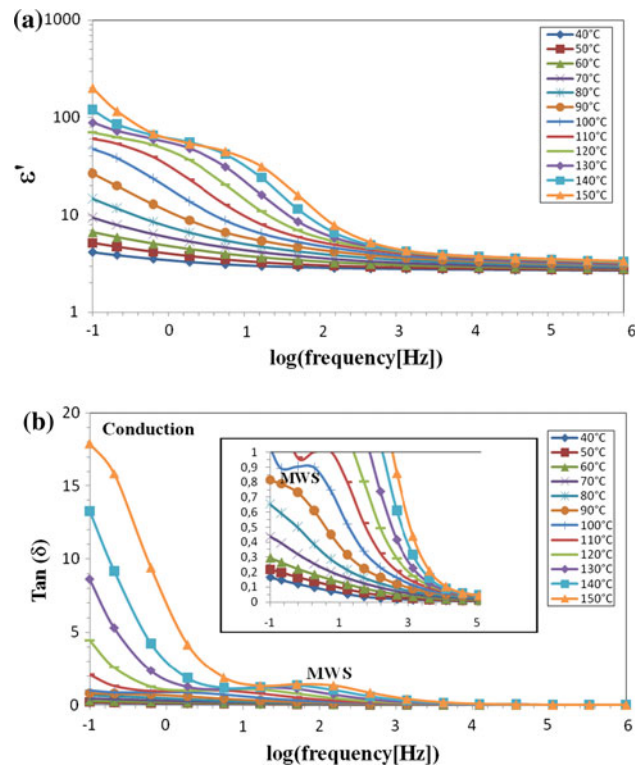 (a)
1000
100
10
1
ε'
-1 0 1 2 3 4 5 6
log(frequency[Hz])
40°C
50°C
60°C
70°C
80°C
90°C
100°C
110°C
120°C
130°C
140°C
150°C
(b)
20
15
10
5
0
Tan (δ)
Conduction
1
0,9
0,8
0,7
0,6
0,5
0,4
0,3
0,2
0,1
0
MWS
-1 1 3 5
MWS
-1 0 1 2 3 4 5 6
log(frequency[Hz])
40°C
50°C
60°C
70°C
80°C
90°C
100°C
110°C
120°C
130°C
140°C
150°C